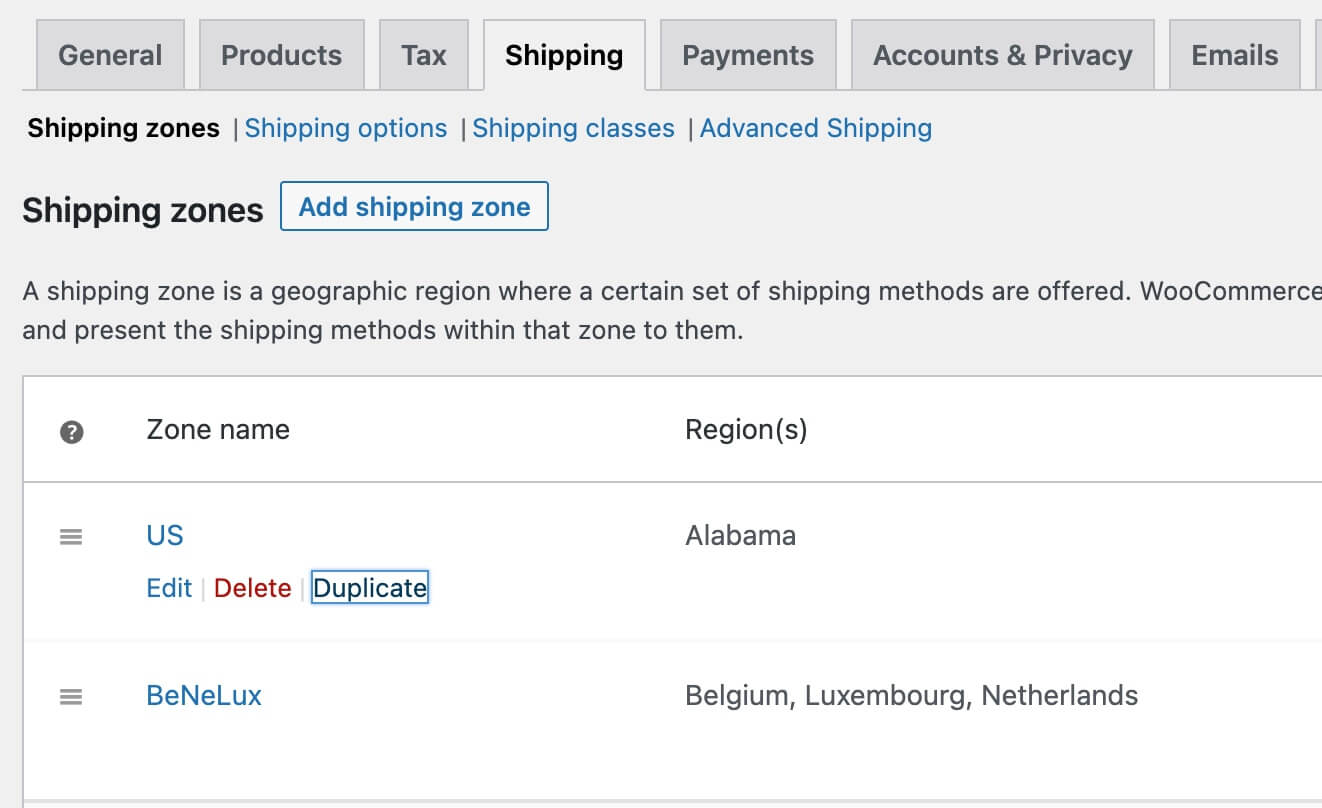 General Products Tax Shipping Payments Accounts & Privacy Emails
Shipping zones | Shipping options | Shipping classes | Advanced Shipping
Shipping zones Add shipping zone
A shipping zone is a geographic region where a certain set of shipping methods are offered. WooCommerce
and present the shipping methods within that zone to them.
? Zone name Region(s)
US Alabama
Edit | Delete | Duplicate
BeNeLux Belgium, Luxembourg, Netherlands